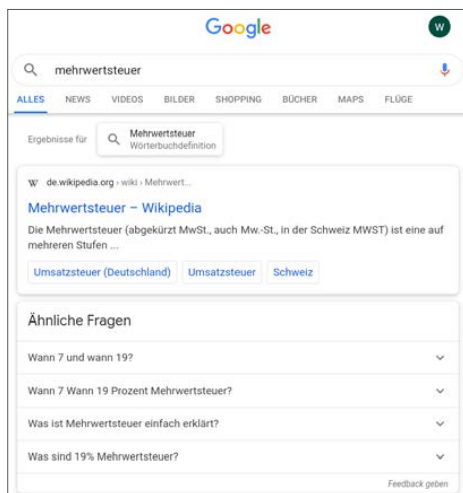 Google
W
mehrwertsteuer
ALLES NEWS VIDEOS BILDER SHOPPING BÜCHER MAPS FLÜGE
Ergebnisse für
Mehrwertsteuer
Wörterbuchdefinition
W de.wikipedia.org › wiki › Mehrwert...
Mehrwertsteuer – Wikipedia
Die Mehrwertsteuer (abgekürzt MwSt., auch Mw.-St., in der Schweiz MWST) ist eine auf
mehreren Stufen ...
Umsatzsteuer (Deutschland) Umsatzsteuer Schweiz
Ähnliche Fragen
Wann 7 und wann 19?
Wann 7 Wann 19 Prozent Mehrwertsteuer?
Was ist Mehrwertsteuer einfach erklärt?
Was sind 19% Mehrwertsteuer?
Feedback geben